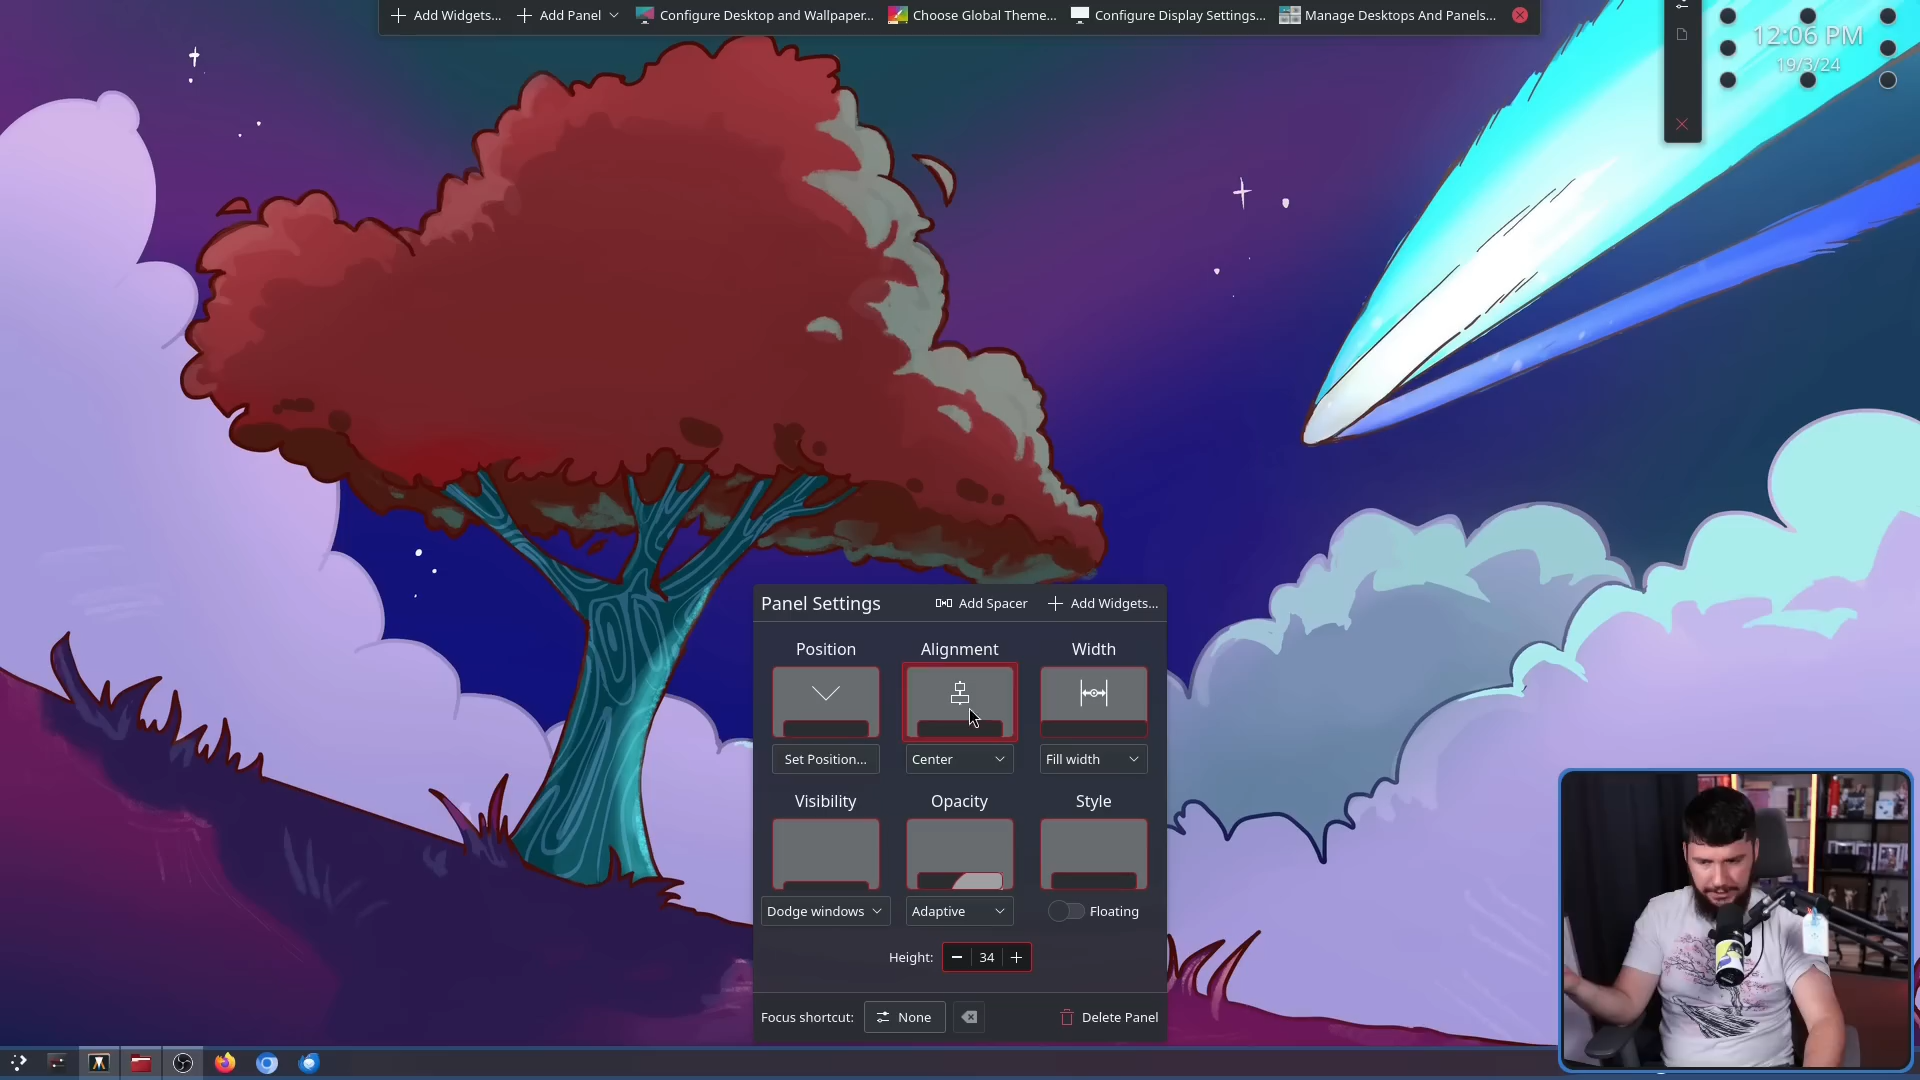 Add Widgets...
Add Panel
Configure Desktop and Wallpaper...
Choose Global Theme...
Configure Display Settings...
Manage Desktops And Panels...
12:06 PM
19/3/24
Panel Settings
Add Spacer
Add Widgets...
Position
Alignment
Width
Set Position...
Center
Fill width
Visibility
Opacity
Style
Dodge windows
Adaptive
Floating
Height:
34
Focus shortcut:
None
Delete Panel